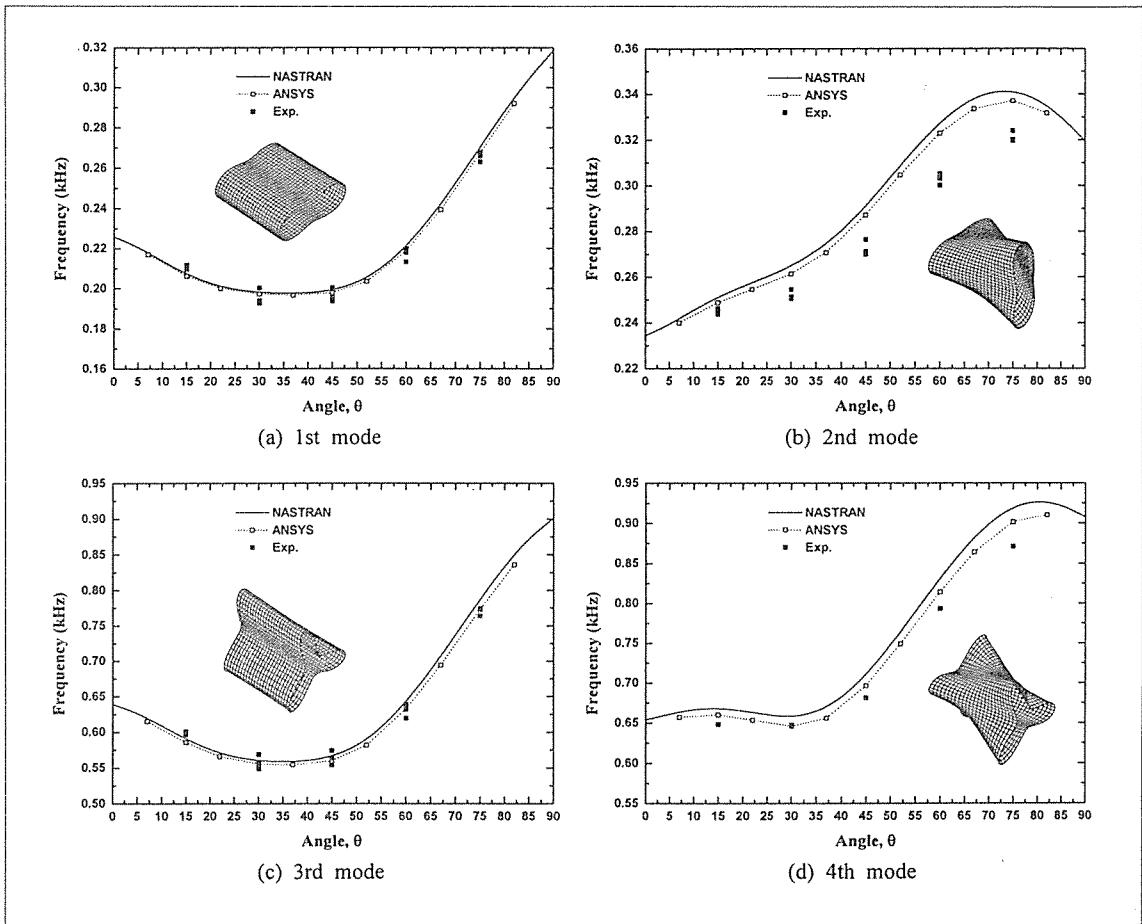 0.32
0.30
0.28
0.26
0.24
0.22
0.20
0.18
0.16
Frequency (kHz)
NASTRAN
ANSYS
Exp.
0 5 10 15 20 25 30 35 40 45 50 55 60 65 70 75 80 85 90
Angle, θ
(a) 1st mode
0.36
0.34
0.32
0.30
0.28
0.26
0.24
0.22
Frequency (kHz)
NASTRAN
ANSYS
Exp.
0 5 10 15 20 25 30 35 40 45 50 55 60 65 70 75 80 85 90
Angle, θ
(b) 2nd mode
0.95
0.90
0.85
0.80
0.75
0.70
0.65
0.60
0.55
0.50
Frequency (kHz)
NASTRAN
ANSYS
Exp.
0 5 10 15 20 25 30 35 40 45 50 55 60 65 70 75 80 85 90
Angle, θ
(c) 3rd mode
0.95
0.90
0.85
0.80
0.75
0.70
0.65
0.60
0.55
Frequency (kHz)
NASTRAN
ANSYS
Exp.
0 5 10 15 20 25 30 35 40 45 50 55 60 65 70 75 80 85 90
Angle, θ
(d) 4th mode